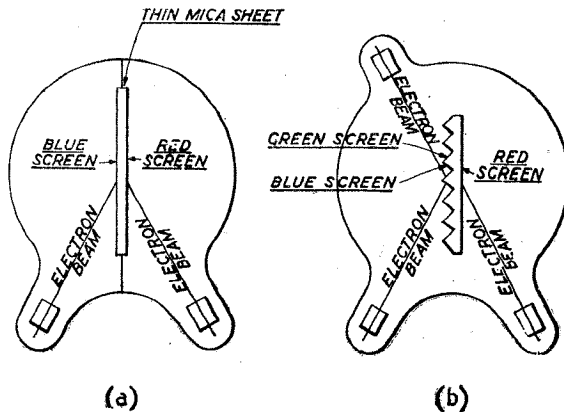 THIN MICA SHEET
BLUE
SCREEN
RED
SCREEN
ELECTRON
BEAM
ELECTRON
BEAM
(a)
ELECTRON
BEAM
GREEN SCREEN
BLUE SCREEN
RED
SCREEN
ELECTRON
BEAM
ELECTRON
BEAM
(b)